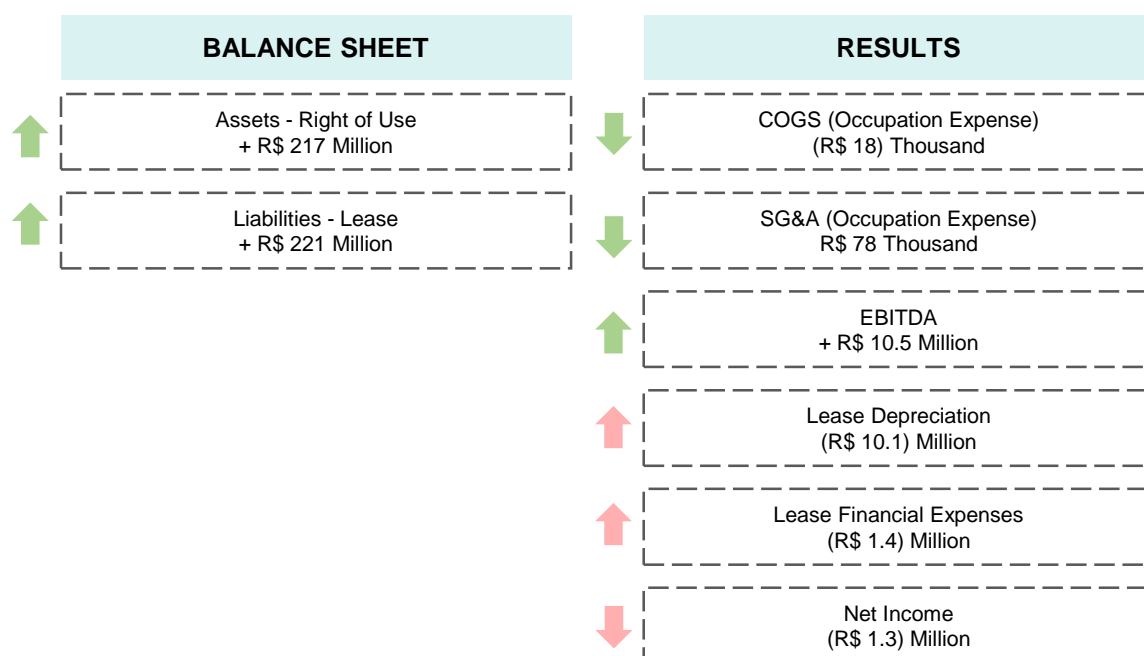 BALANCE SHEET
Assets - Right of Use
+ R$ 217 Million
Liabilities - Lease
+ R$ 221 Million
RESULTS
COGS (Occupation Expense)
(R$ 18) Thousand
SG&A (Occupation Expense)
R$ 78 Thousand
EBITDA
+ R$ 10.5 Million
Lease Depreciation
(R$ 10.1) Million
Lease Financial Expenses
(R$ 1.4) Million
Net Income
(R$ 1.3) Million